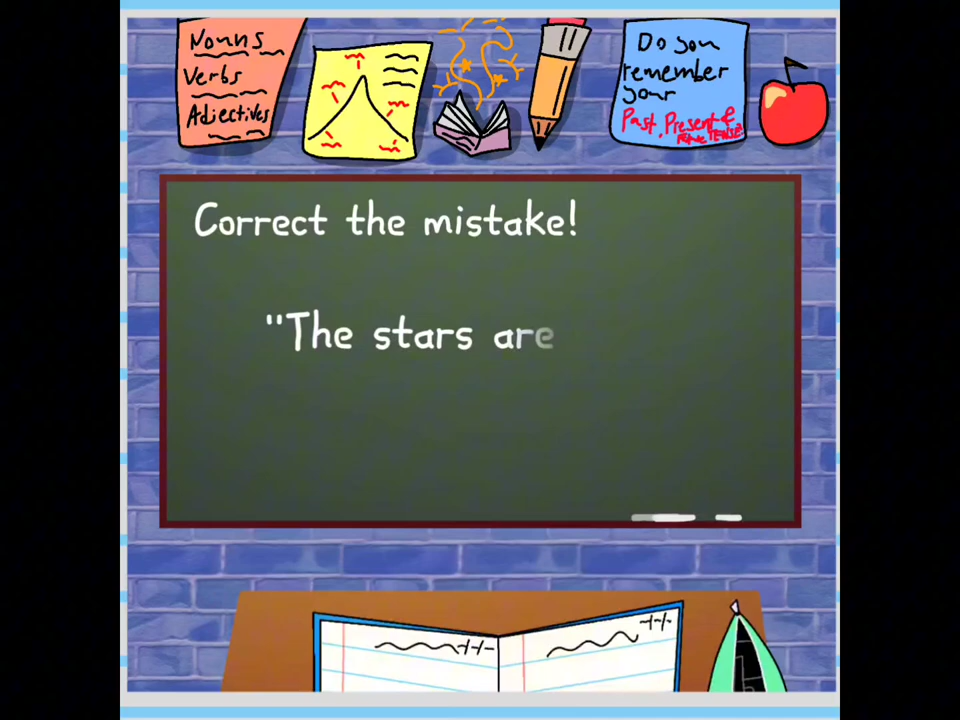 Nouns
Verbs
Adjectives
Do you
remember
your
Past, Present &
Correct the mistake!
"The stars are